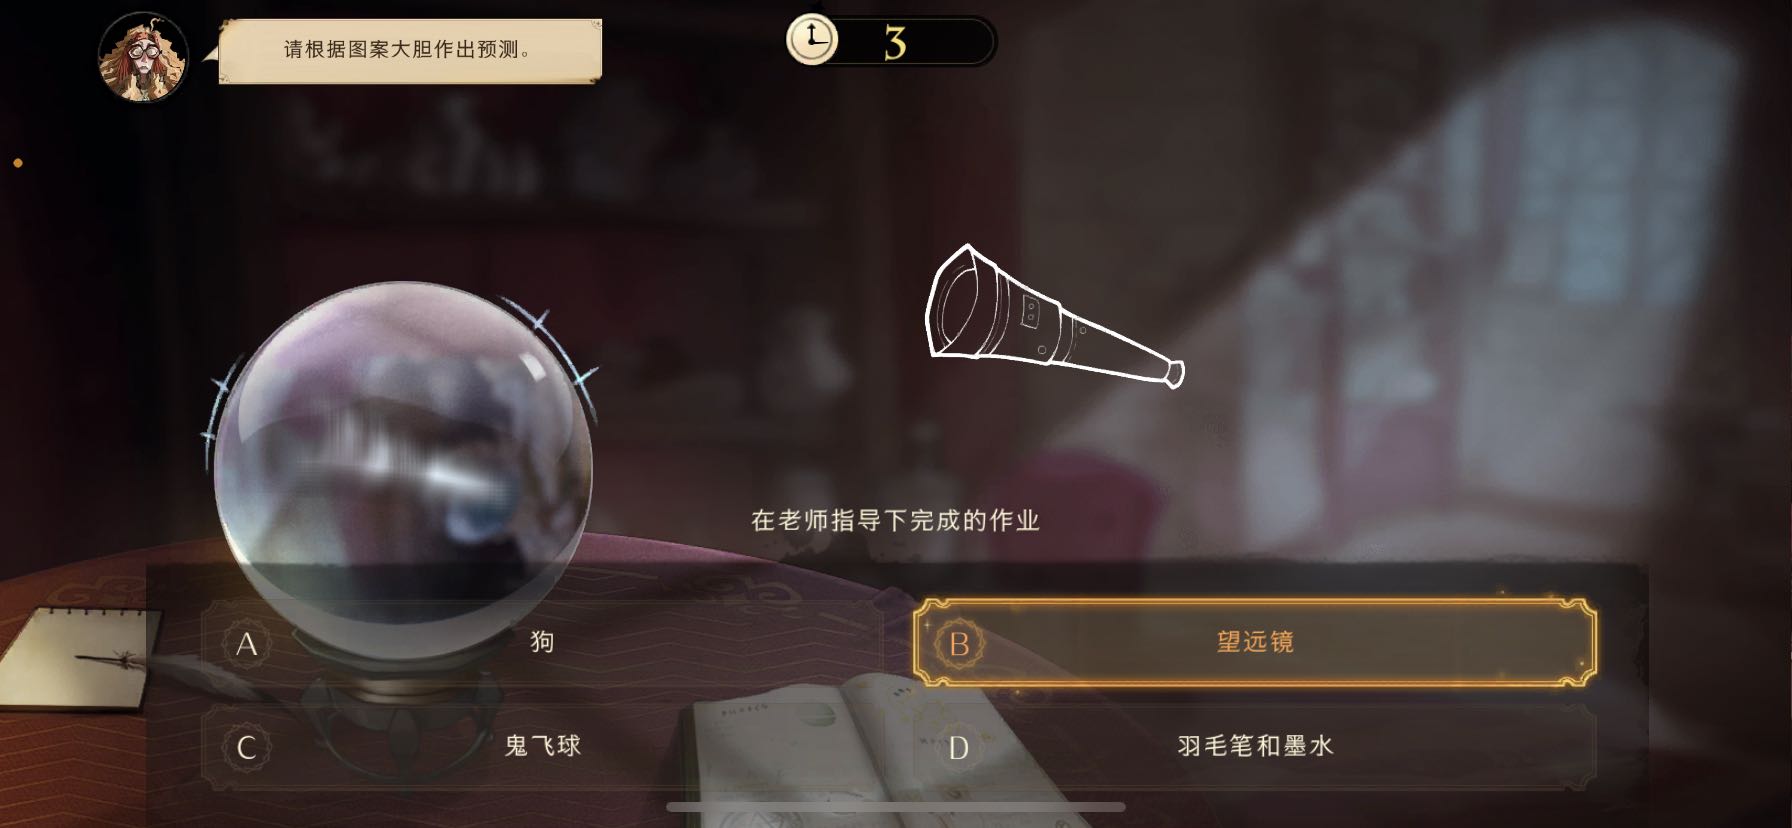 请根据图案大胆作出预测。
3
在老师指导下完成的作业
A 狗
B 望远镜
C 鬼飞球
D 羽毛笔和墨水